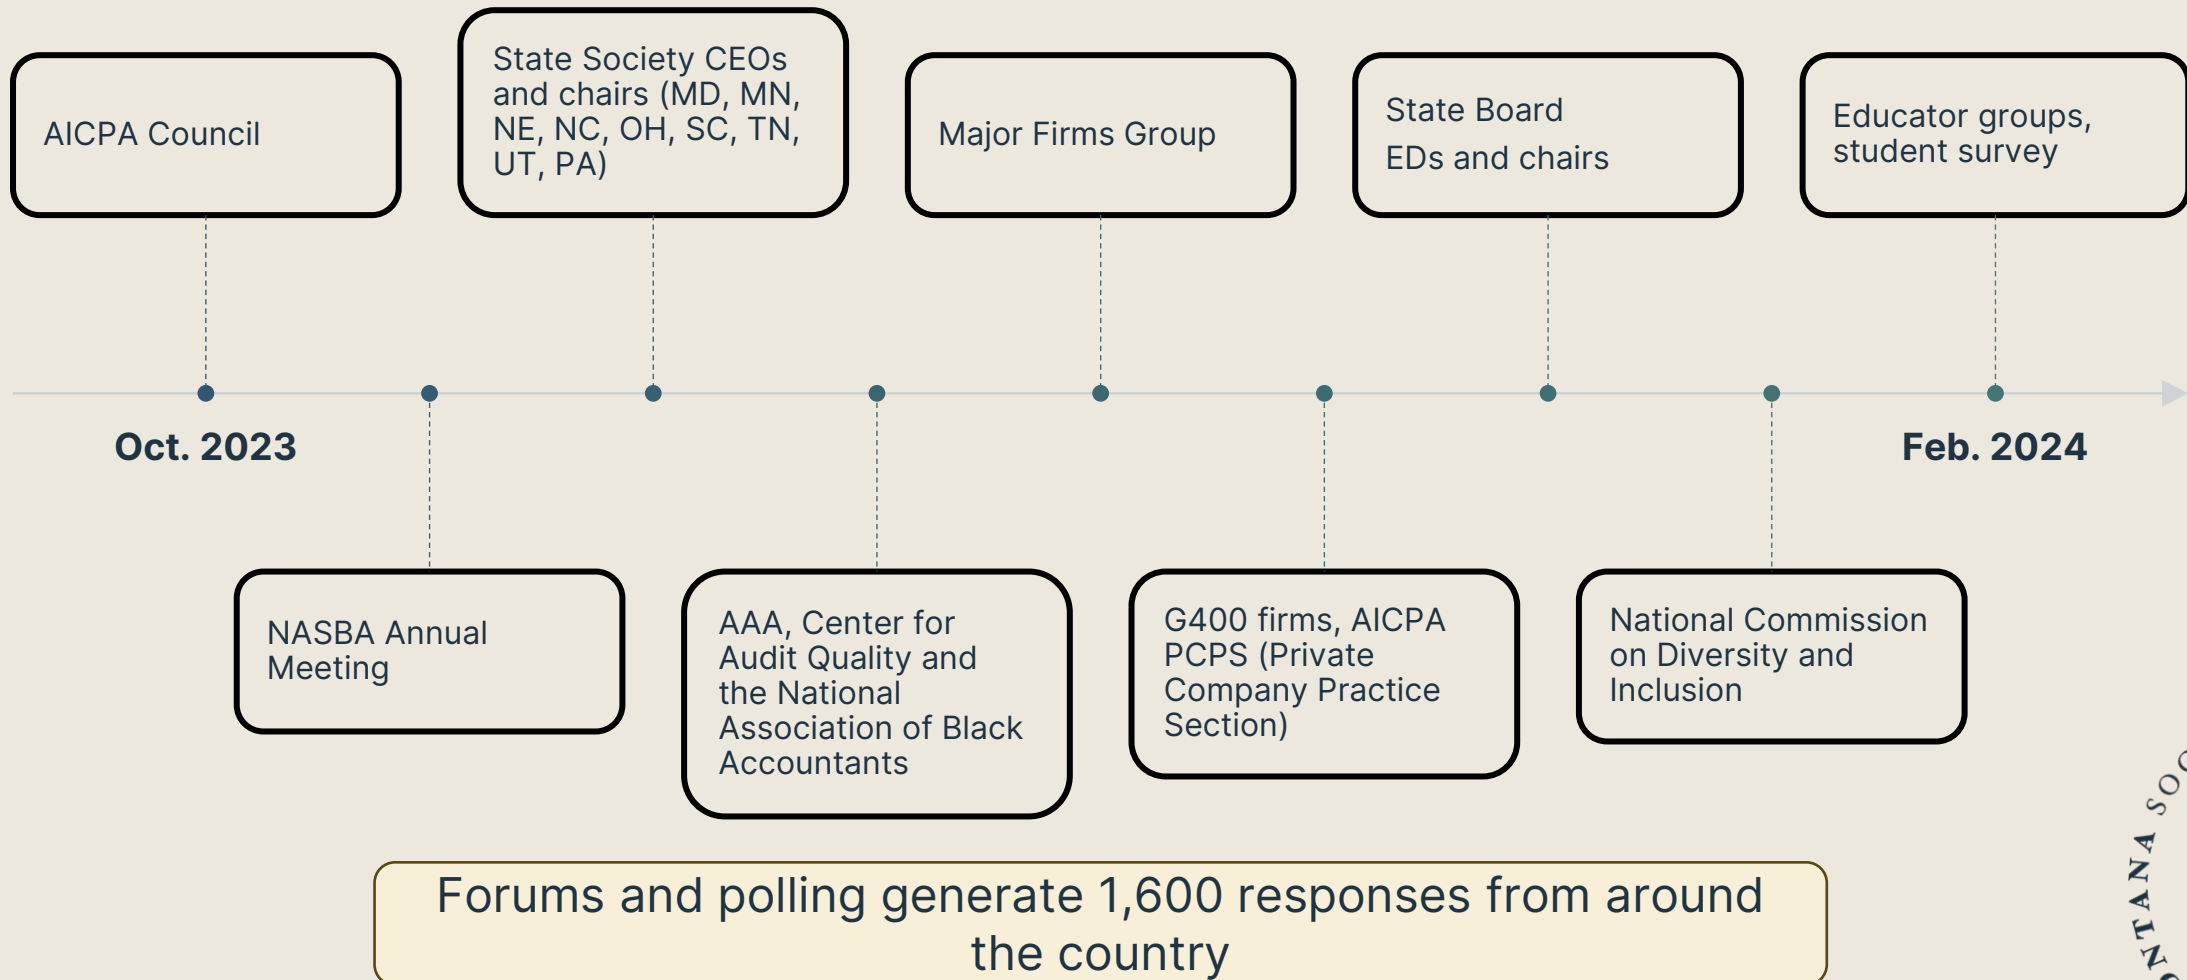 AICPA Council
State Society CEOs
and chairs (MD, MN,
NE, NC, OH, SC, TN,
UT, PA)
Major Firms Group
State Board
EDs and chairs
Educator groups,
student survey
Oct. 2023
Feb. 2024
NASBA Annual
Meeting
AAA, Center for
Audit Quality and
the National
Association of Black
Accountants
G400 firms, AICPA
PCPS (Private
Company Practice
Section)
National Commission
on Diversity and
Inclusion
Forums and polling generate 1,600 responses from around
the country